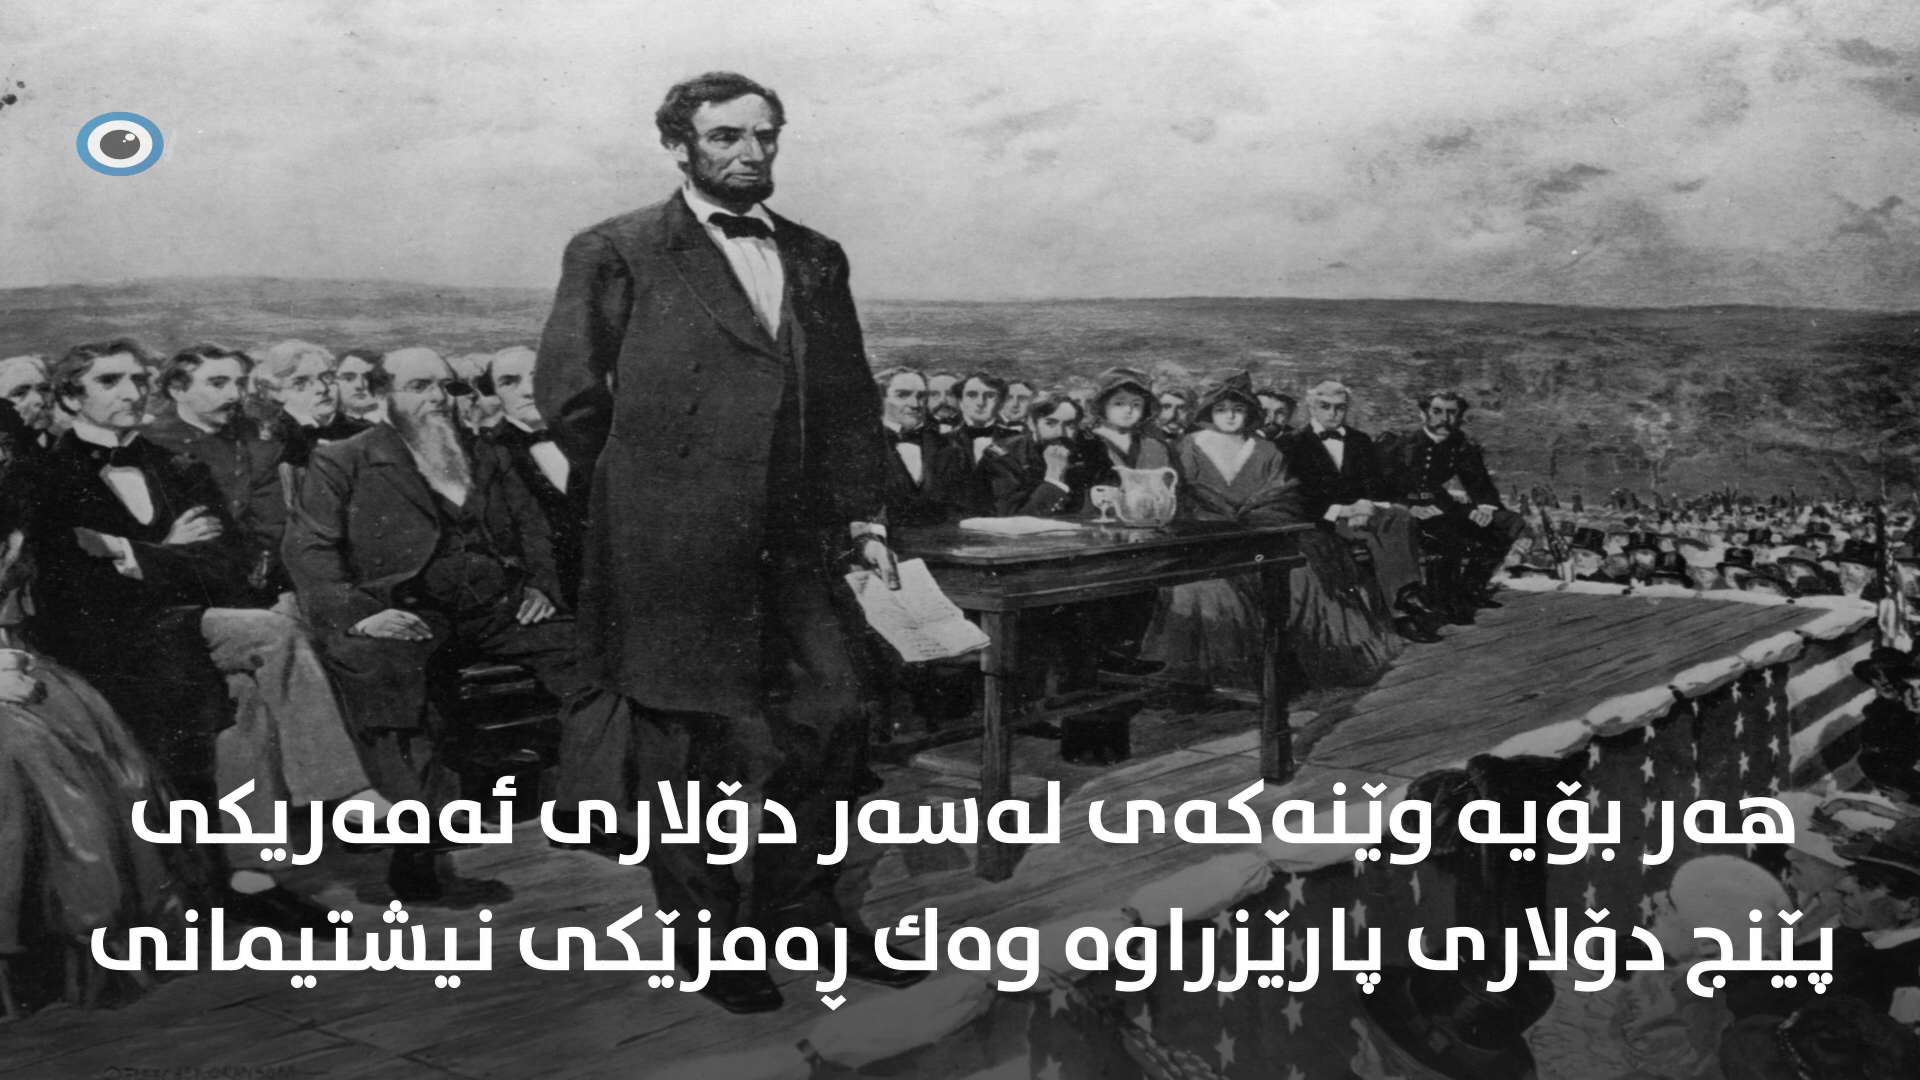 هەر بۆیە وێنەکەی لەسەر دۆلاری ئەمەریکی
پێنج دۆلاری پارێزراوە وەك ڕەمزێکی نیشتیمانی